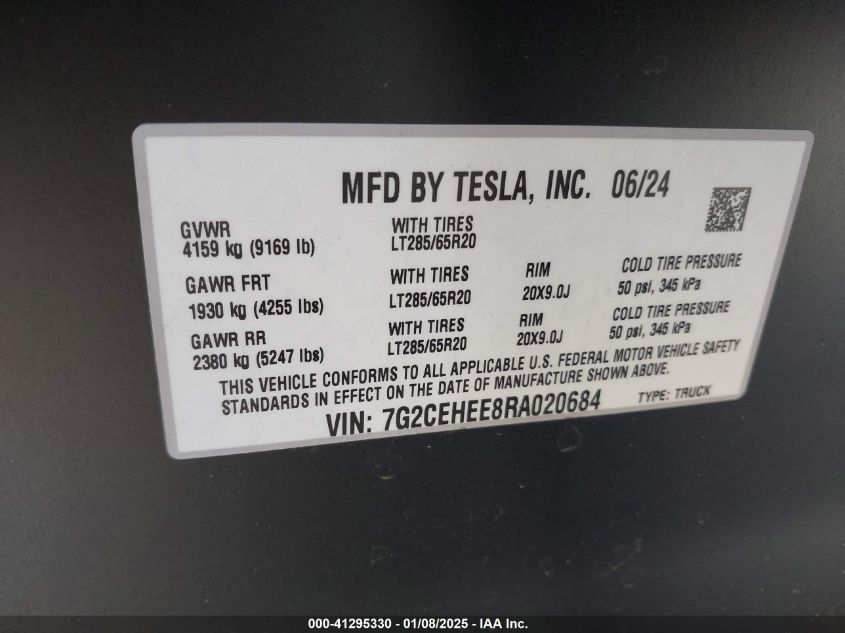 MFD BY TESLA, INC. 06/24
GVWR
4159 kg (9169 lb)
WITH TIRES
LT285/65R20
GAWR FRT
1930 kg (4255 lbs)
WITH TIRES
LT285/65R20
RIM
20X9.0J
COLD TIRE PRESSURE
50 psi, 345 kPa
GAWR RR
2380 kg (5247 lbs)
WITH TIRES
LT285/65R20
RIM
20X9.0J
COLD TIRE PRESSURE
50 psi, 345 kPa
THIS VEHICLE CONFORMS TO ALL APPLICABLE U.S. FEDERAL MOTOR VEHICLE SAFETY
STANDARDS IN EFFECT ON THE DATE OF MANUFACTURE SHOWN ABOVE.
VIN: 7G2CEHEE8RA020684
TYPE: TRUCK
000-41295330 - 01/08/2025 - IAA Inc.